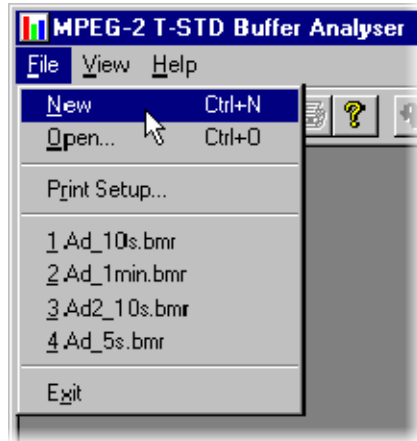 MPEG-2 T-STD Buffer Analyser
File View Help
New Ctrl+N
Open... Ctrl+O
Print Setup...
1 Ad_10s.bmr
2 Ad_1min.bmr
3 Ad2_10s.bmr
4 Ad_5s.bmr
Exit